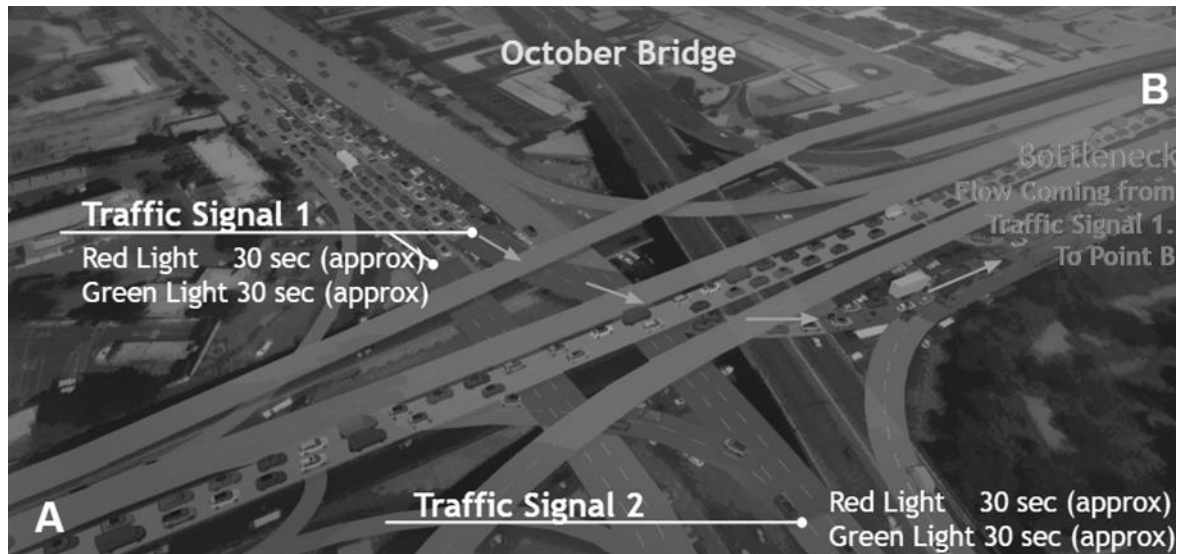 October Bridge
B
Bottleneck
Flow Coming from
Traffic Signal 1.
To Point B
Traffic Signal 1
Red Light 30 sec (approx)
Green Light 30 sec (approx)
A
Traffic Signal 2
Red Light 30 sec (approx)
Green Light 30 sec (approx)